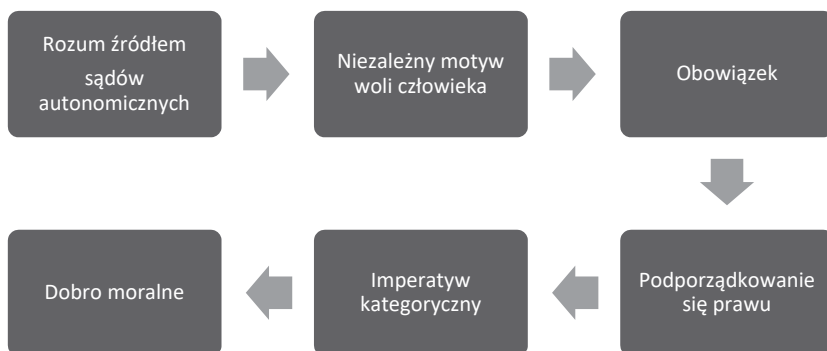 Rozum źródłem
sądów
autonomicznych
Niezależny motyw
woli człowieka
Obowiązek
Podporządkowanie
się prawu
Imperatyw
kategoryczny
Dobro moralne